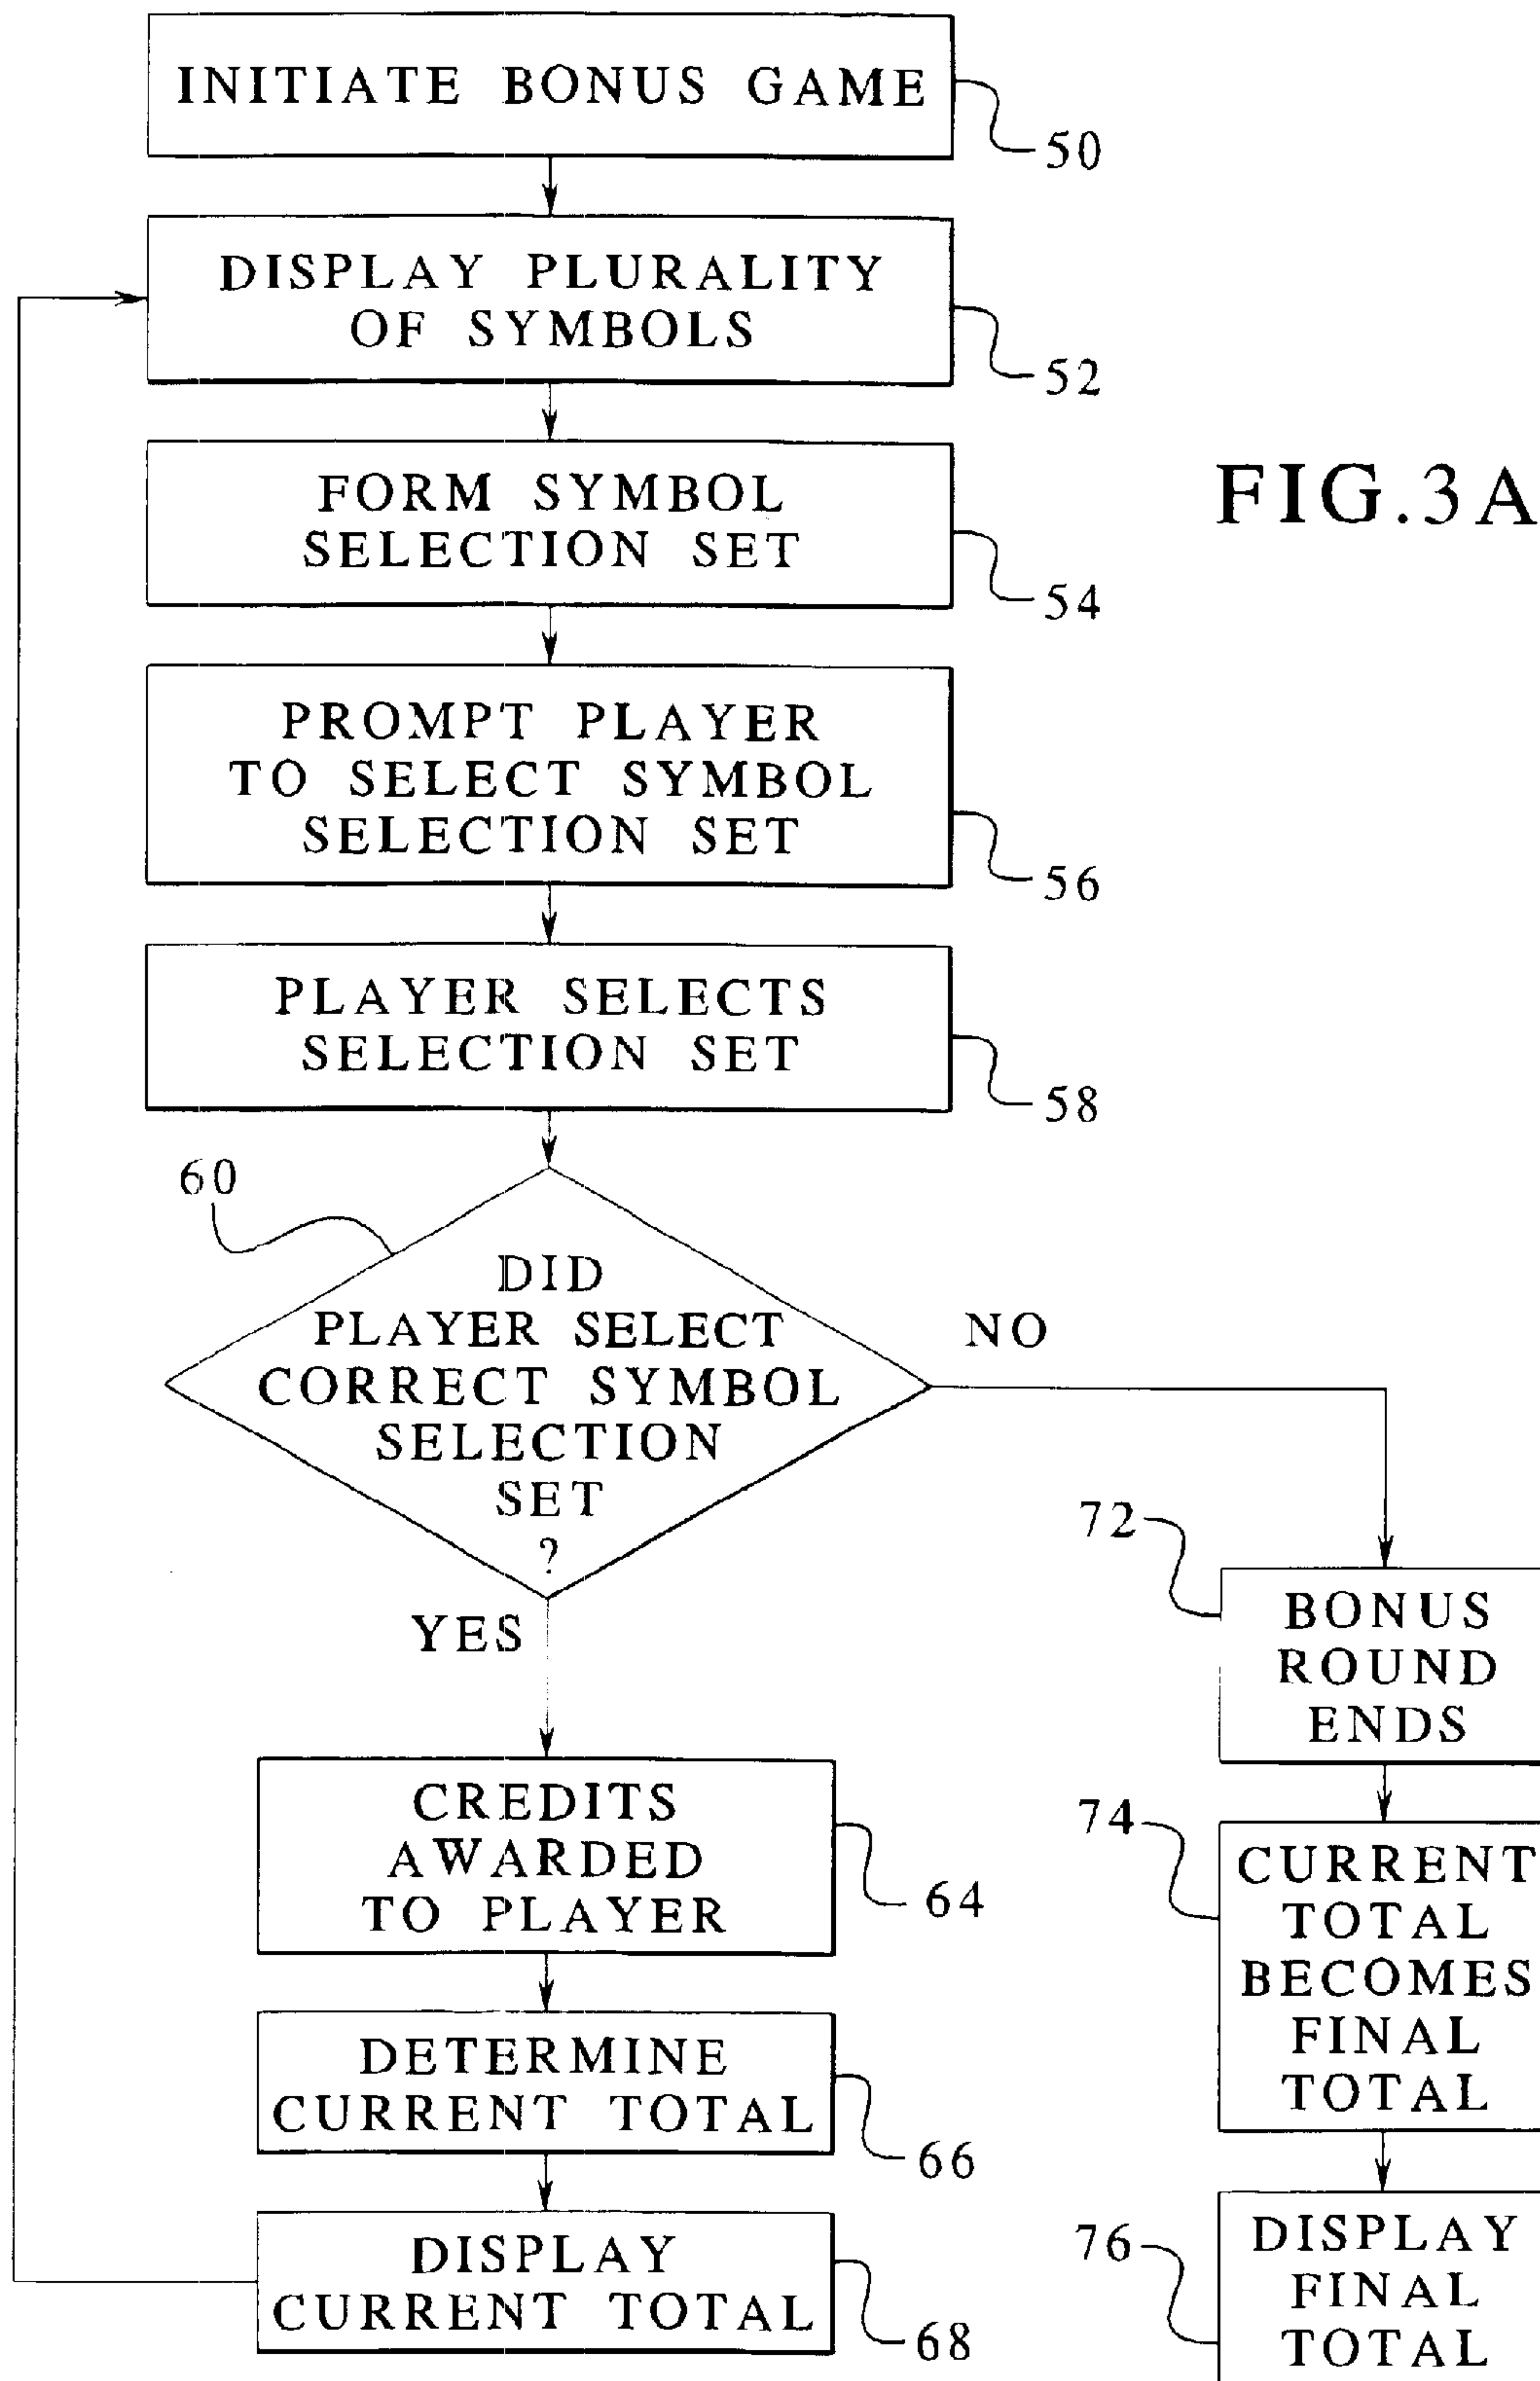 INITIATE BONUS GAME
50
DISPLAY PLURALITY
OF SYMBOLS
52
FORM SYMBOL
SELECTION SET
54
FIG.3A
PROMPT PLAYER
TO SELECT SYMBOL
SELECTION SET
56
PLAYER SELECTS
SELECTION SET
58
60
DID
PLAYER SELECT
CORRECT SYMBOL
SELECTION
SET
?
NO
YES
CREDITS
AWARDED
TO PLAYER
64
DETERMINE
CURRENT TOTAL
66
DISPLAY
CURRENT TOTAL
68
72
BONUS
ROUND
ENDS
74
CURRENT
TOTAL
BECOMES
FINAL
TOTAL
76
DISPLAY
FINAL
TOTAL